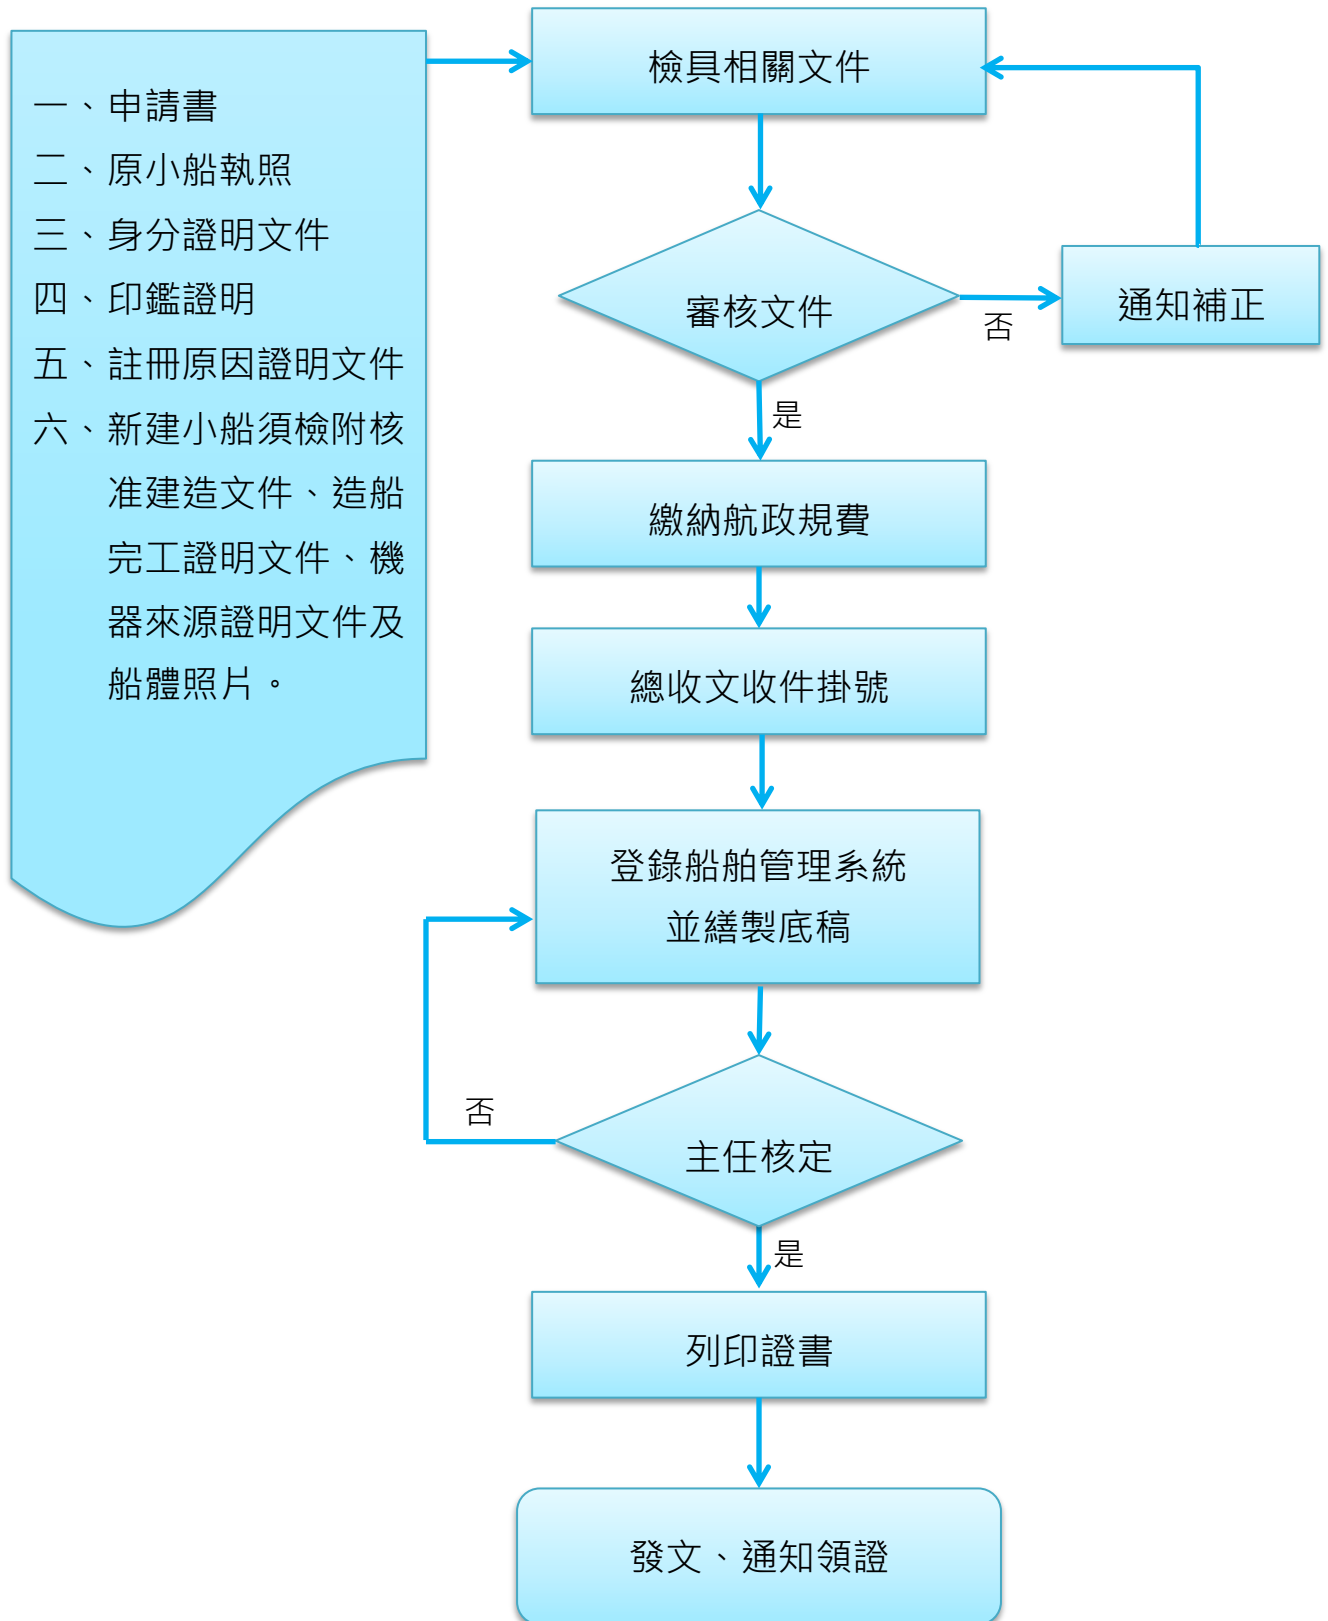 一、申請書
二、原小船執照
三、身分證明文件
四、印鑑證明
五、註冊原因證明文件
六、新建小船須檢附核
准建造文件、造船
完工證明文件、機
器來源證明文件及
船體照片。
檢具相關文件
審核文件
否
通知補正
是
繳納航政規費
總收文收件掛號
登錄船舶管理系統
並繕製底稿
否
主任核定
是
列印證書
發文、通知領證